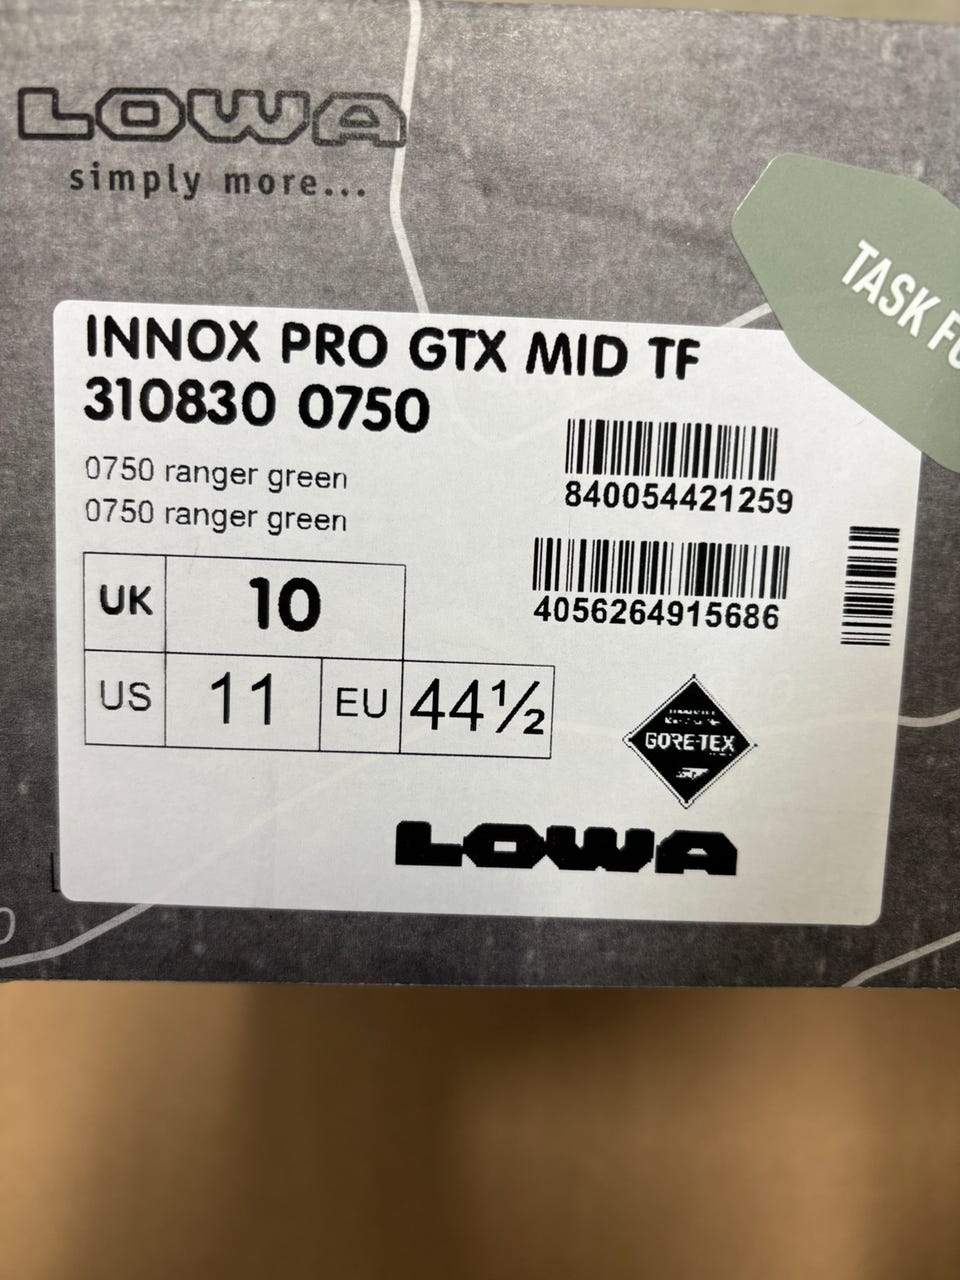 LOWA
simply more...
TASK FO
INNOX PRO GTX MID TF
310830 0750
0750 ranger green
0750 ranger green
840054421259
4056264915686
UK 10
US 11 EU 44½
GORE-TEX
LOWA